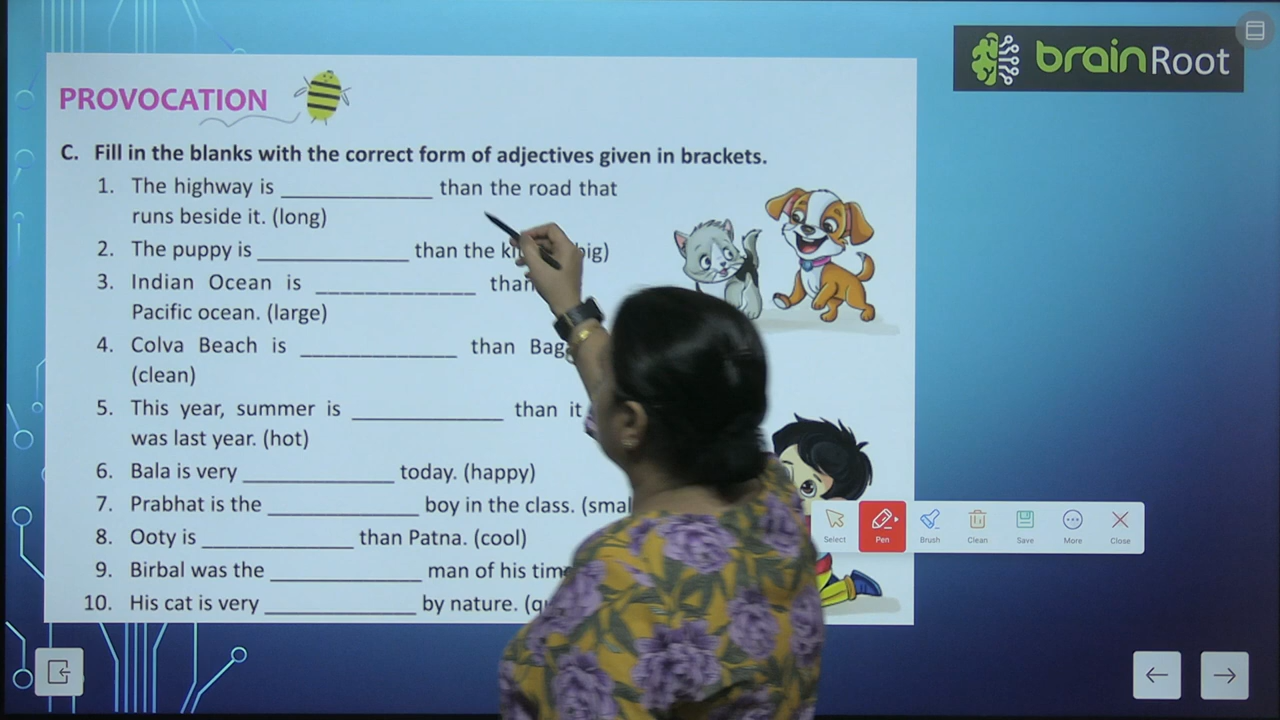 brainRoot
PROVOCATION
C. Fill in the blanks with the correct form of adjectives given in brackets.
1. The highway is ______________ than the road that
runs beside it. (long)
2. The puppy is ______________ than the
3. Indian Ocean is ______________ than
Pacific ocean. (large)
4. Colva Beach is ______________ than
(clean)
5. This year, summer is ______________ than it
was last year. (hot)
6. Bala is very ______________ today. (happy)
7. Prabhat is the ______________ boy in the class.
8. Ooty is ______________ than Patna. (cool)
9. Birbal was the ______________ man of his
10. His cat is very ______________ by nature.
Select Pen Brush Clean Save More Close